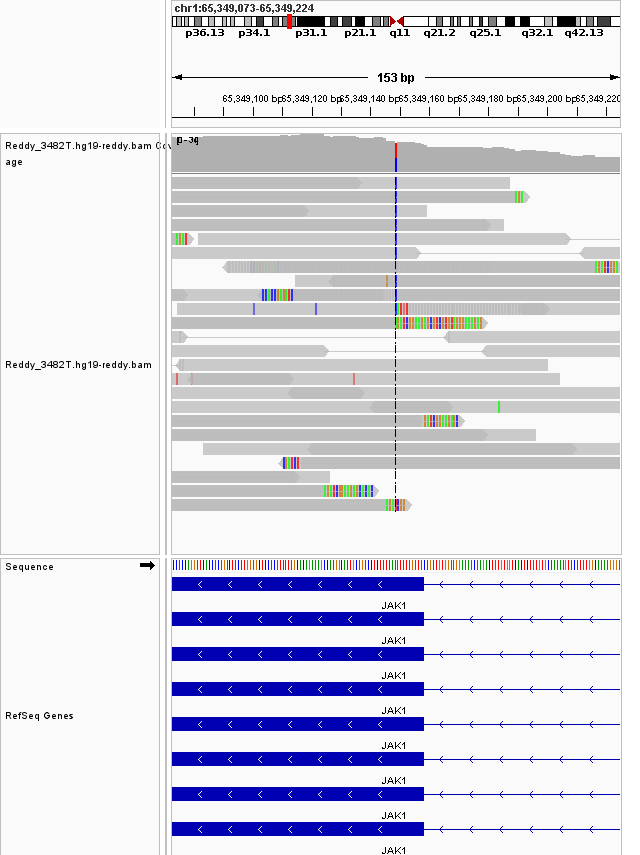 chr1:65,349,073-65,349,224
p36.13 p34.1 p31.1 p21.1 q11 q21.2 q25.1 q32.1 q42.13
153 bp
65,349,100 bp 65,349,120 bp 65,349,140 bp 65,349,160 bp 65,349,180 bp 65,349,200 bp 65,349,220
Reddy_3482T.hg19-reddy.bam Cov
age
Reddy_3482T.hg19-reddy.bam
Sequence
JAK1
JAK1
JAK1
JAK1
RefSeq Genes
JAK1
JAK1
JAK1
JAK1